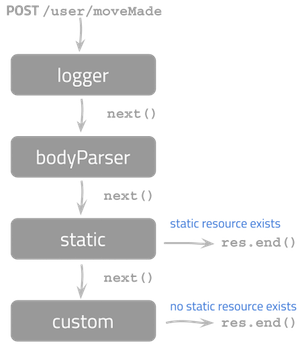 POST /user/moveMade
logger
next()
bodyParser
next()
static resource exists
static
res.end()
next()
no static resource exists
custom
res.end()